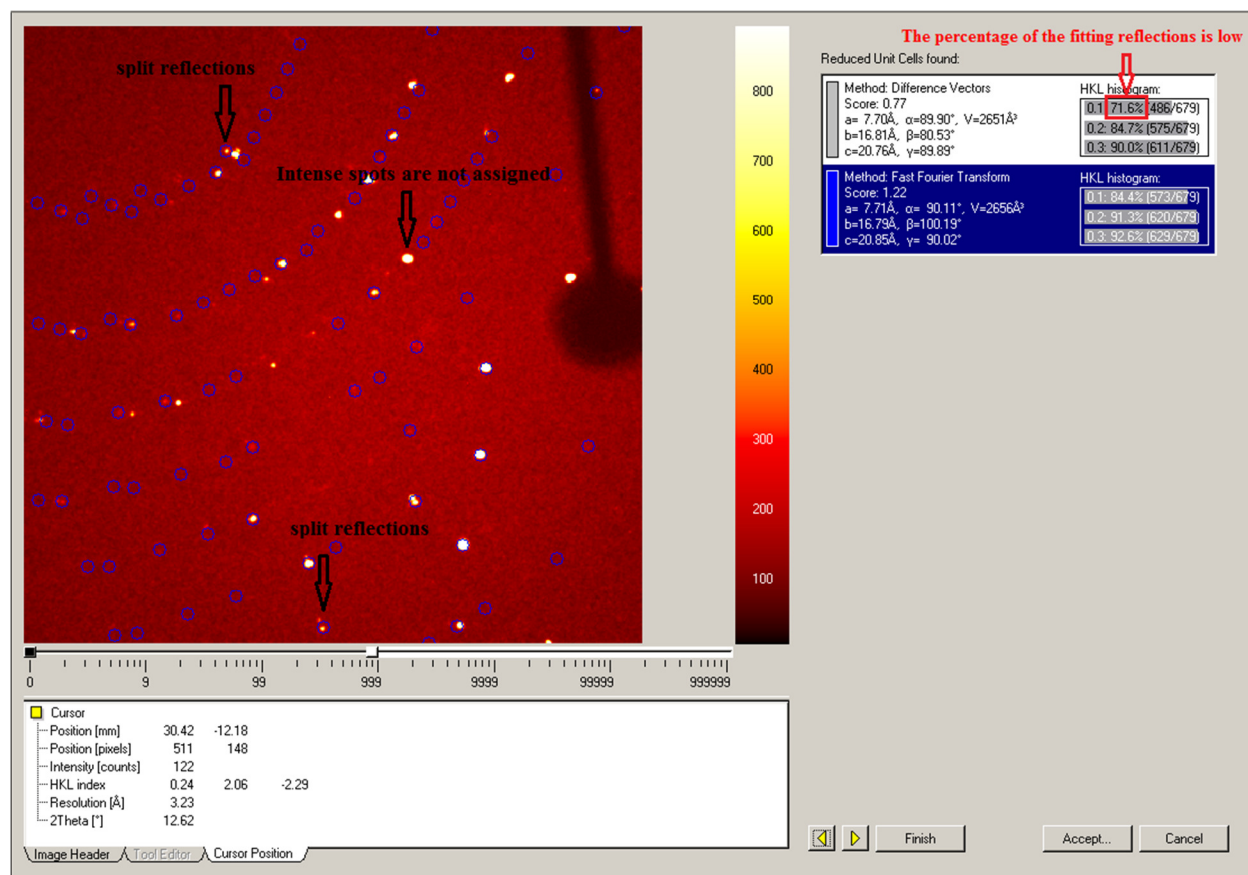 The percentage of the fitting reflections is low
split reflections
Intense spots are not assigned
split reflections
800
700
600
500
400
300
200
100
0 9 99 999 9999 99999 999999
Reduced Unit Cells found:
Method: Difference Vectors
Score: 0.77
a= 7.70Å, α=89.90°, V=2651Å³
b=16.81Å, β=80.53°
c=20.76Å, γ=89.89°
HKL histogram:
0.1: 71.6% (486/679)
0.2: 84.7% (575/679)
0.3: 90.0% (611/679)
Method: Fast Fourier Transform
Score: 1.22
a= 7.71Å, α= 90.11°, V=2656Å³
b=16.79Å, β=100.19°
c=20.85Å, γ= 90.02°
HKL histogram:
0.1: 84.4% (573/679)
0.2: 91.3% (620/679)
0.3: 92.6% (629/679)
Cursor
Position [mm] 30.42 -12.18
Position [pixels] 511 148
Intensity [counts] 122
HKL index 0.24 2.06 -2.29
Resolution [Å] 3.23
2Theta [°] 12.62
Image Header Tool Editor Cursor Position
Finish Accept... Cancel